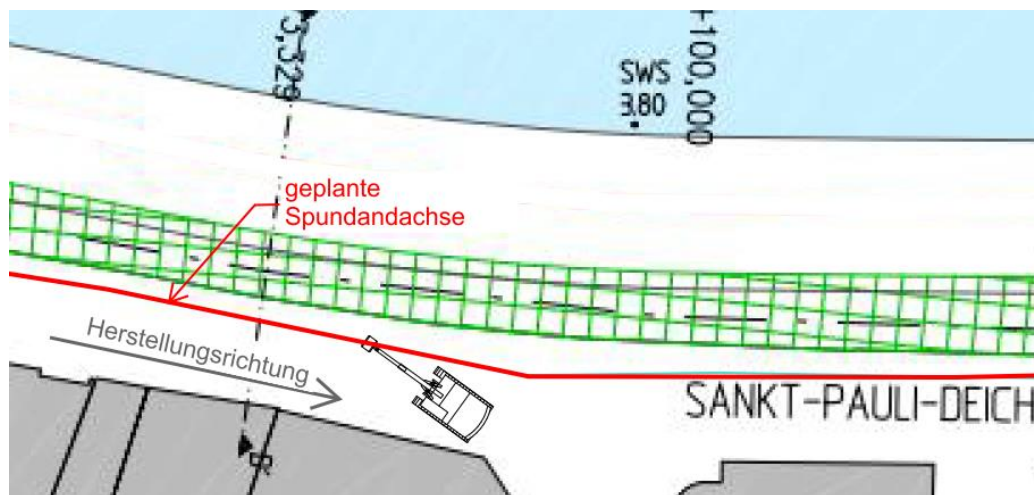 3,329
SWS
3.80
+100,000
geplante
Spundandachse
Herstellungsrichtung
SANKT-PAULI-DEICH